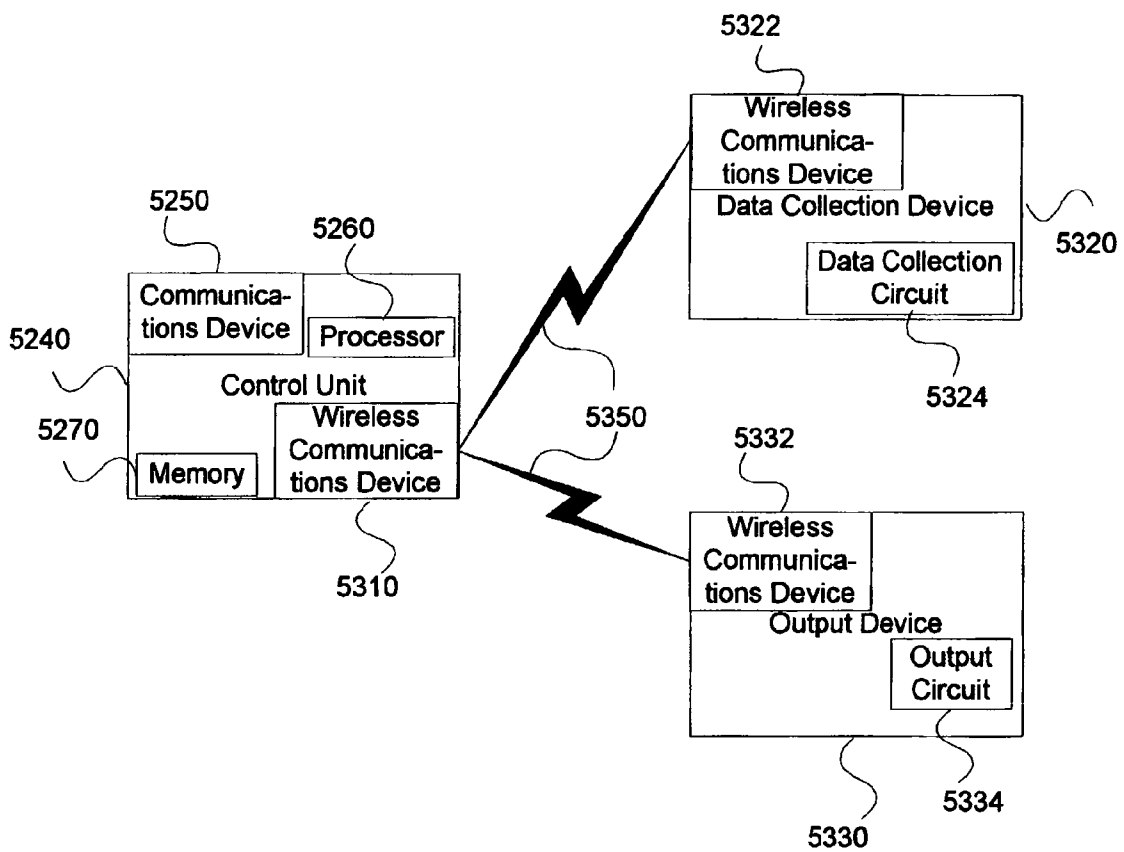 5322
Wireless
Communica-
tions Device
Data Collection Device
5320
Data Collection
Circuit
5324
5250
5260
Communica-
tions Device
Processor
5240
Control Unit
5270
Wireless
Communica-
tions Device
Memory
5310
5350
5332
Wireless
Communica-
tions Device
Output Device
Output
Circuit
5334
5330